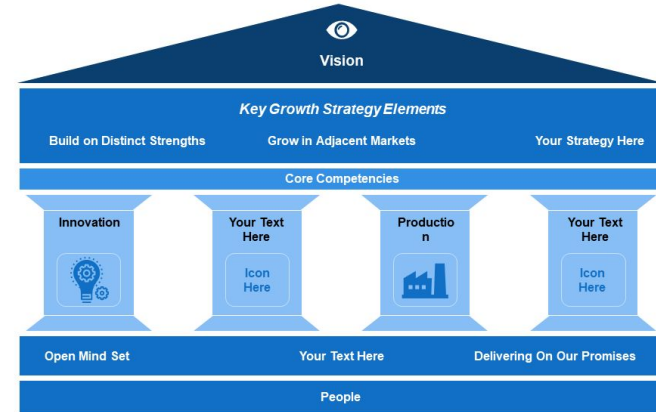 Vision
Key Growth Strategy Elements
Build on Distinct Strengths
Grow in Adjacent Markets
Your Strategy Here
Core Competencies
Innovation
Your Text
Here
Productio
n
Your Text
Here
Icon
Here
Icon
Here
Open Mind Set
Your Text Here
Delivering On Our Promises
People